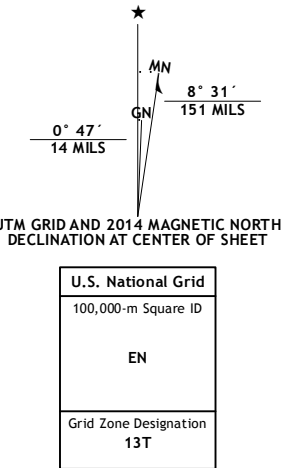 ★
MN
8° 31´
151 MILS
GN
0° 47´
14 MILS
UTM GRID AND 2014 MAGNETIC NORTH
DECLINATION AT CENTER OF SHEET
U.S. National Grid
100,000-m Square ID
EN
Grid Zone Designation
13T